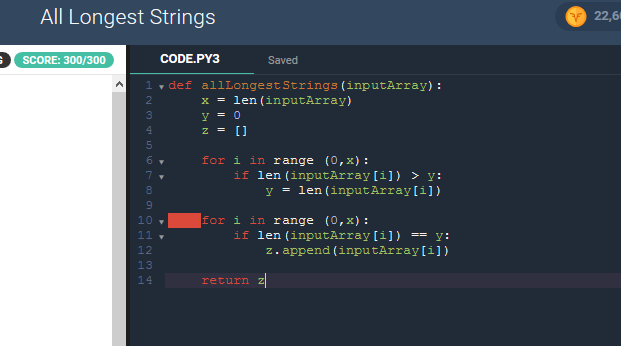 All Longest Strings
SCORE: 300/300
CODE.PY3
Saved
1 def allLongestStrings(inputArray):
2     x = len(inputArray)
3     y = 0
4     z = []
5
6     for i in range (0,x):
7         if len(inputArray[i]) > y:
8             y = len(inputArray[i])
9
10     for i in range (0,x):
11         if len(inputArray[i]) == y:
12             z.append(inputArray[i])
13
14     return z